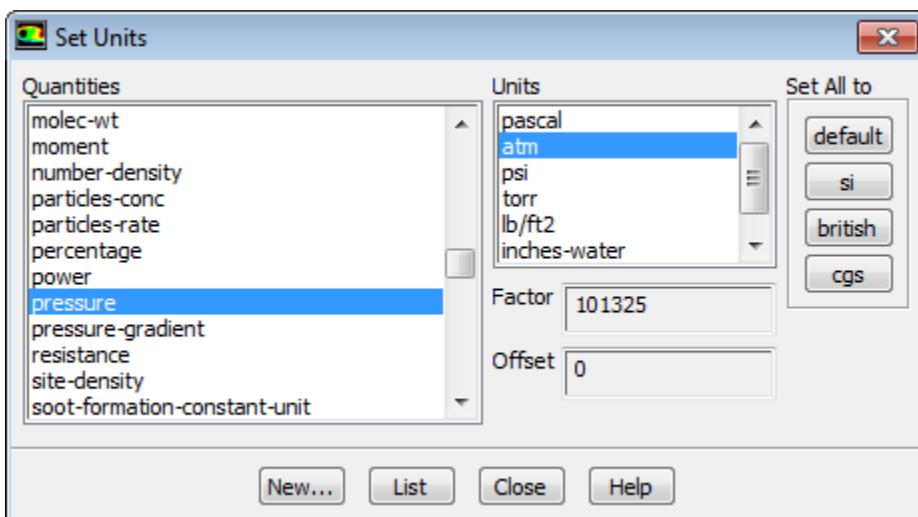 Set Units
Quantities
molec-wt
moment
number-density
particles-conc
particles-rate
percentage
power
pressure
pressure-gradient
resistance
site-density
soot-formation-constant-unit
Units
pascal
atm
psi
torr
lb/ft2
inches-water
Factor 101325
Offset 0
Set All to
default
si
british
cgs
New... List Close Help